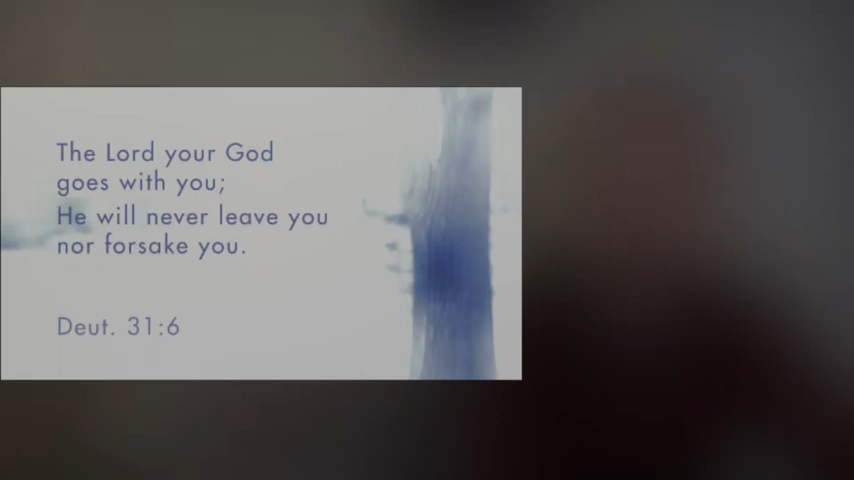 The Lord your God
goes with you;
He will never leave you
nor forsake you.
Deut. 31:6